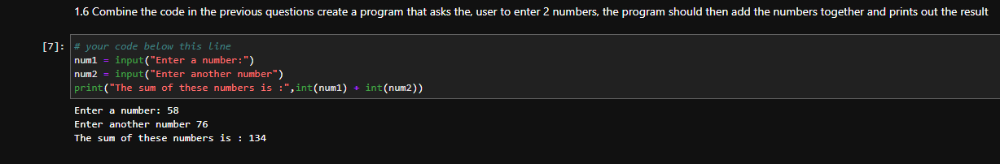 1.6 Combine the code in the previous questions create a program that asks the, user to enter 2 numbers, the program should then add the numbers together and prints out the result
[7]: # your code below this line
num1 = input("Enter a number:")
num2 = input("Enter another number")
print("The sum of these numbers is :",int(num1) + int(num2))
Enter a number: 58
Enter another number 76
The sum of these numbers is : 134